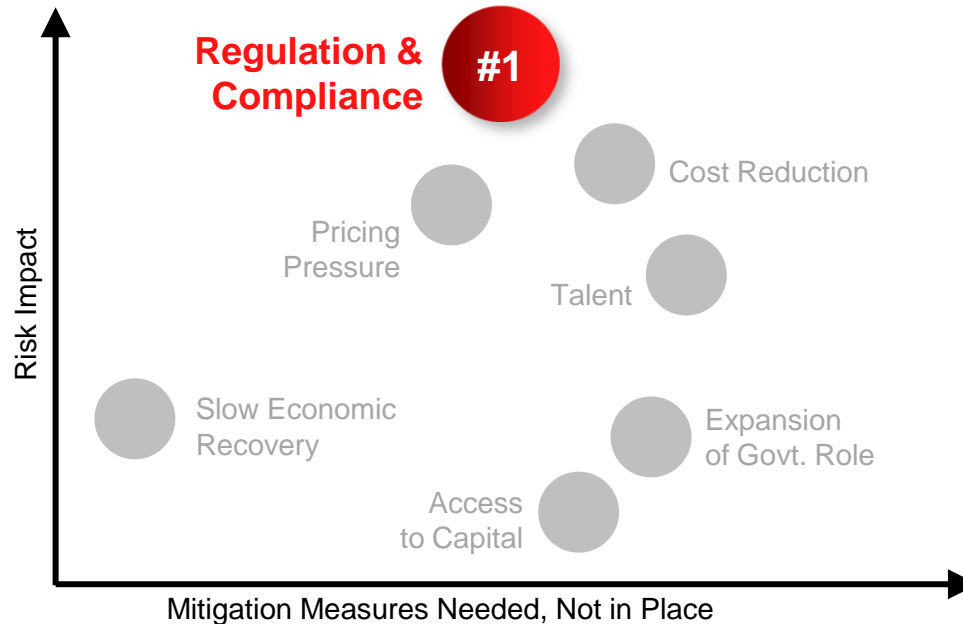 Regulation &
Compliance
#1
Cost Reduction
Pricing
Pressure
Talent
Risk Impact
Slow Economic
Recovery
Expansion
of Govt. Role
Access
to Capital
Mitigation Measures Needed, Not in Place